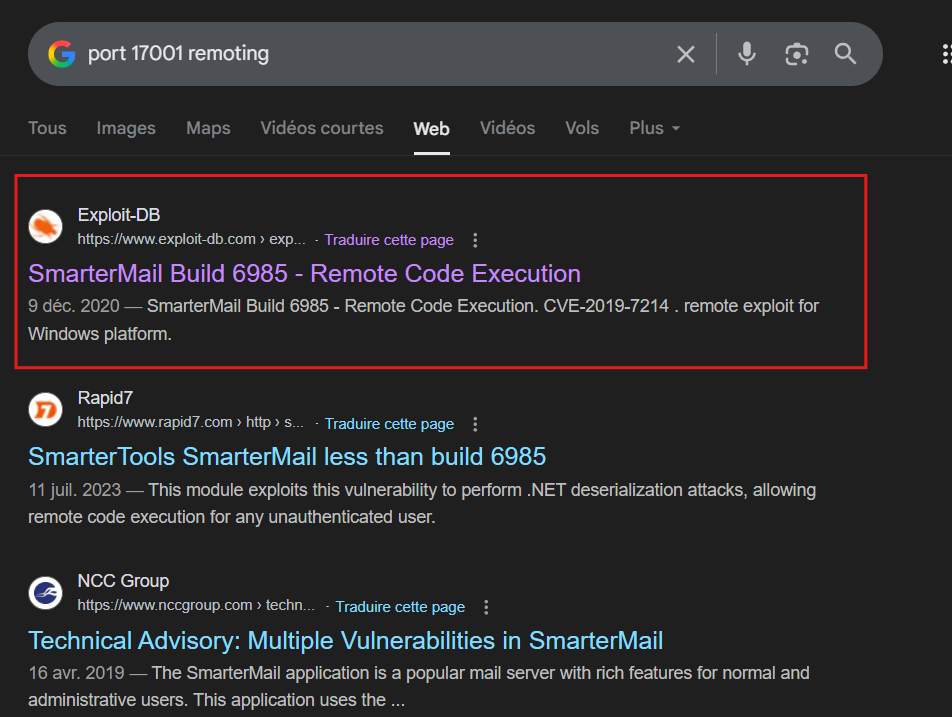 port 17001 remoting
Tous Images Maps Vidéos courtes Web Vidéos Vols Plus
Exploit-DB
https://www.exploit-db.com › exp... · Traduire cette page
SmarterMail Build 6985 - Remote Code Execution
9 déc. 2020 — SmarterMail Build 6985 - Remote Code Execution. CVE-2019-7214 . remote exploit for
Windows platform.
Rapid7
https://www.rapid7.com › http › s... · Traduire cette page
SmarterTools SmarterMail less than build 6985
11 juil. 2023 — This module exploits this vulnerability to perform .NET deserialization attacks, allowing
remote code execution for any unauthenticated user.
NCC Group
https://www.nccgroup.com › techn... · Traduire cette page
Technical Advisory: Multiple Vulnerabilities in SmarterMail
16 avr. 2019 — The SmarterMail application is a popular mail server with rich features for normal and
administrative users. This application uses the ...